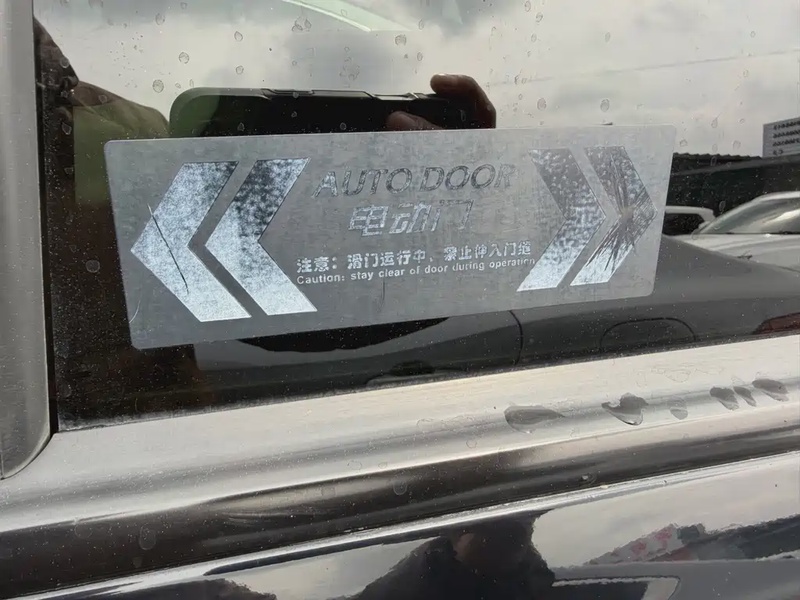 AUTO DOOR
电动门
注意：滑门运行中、禁止伸入门缝
Caution: stay clear of door during operation